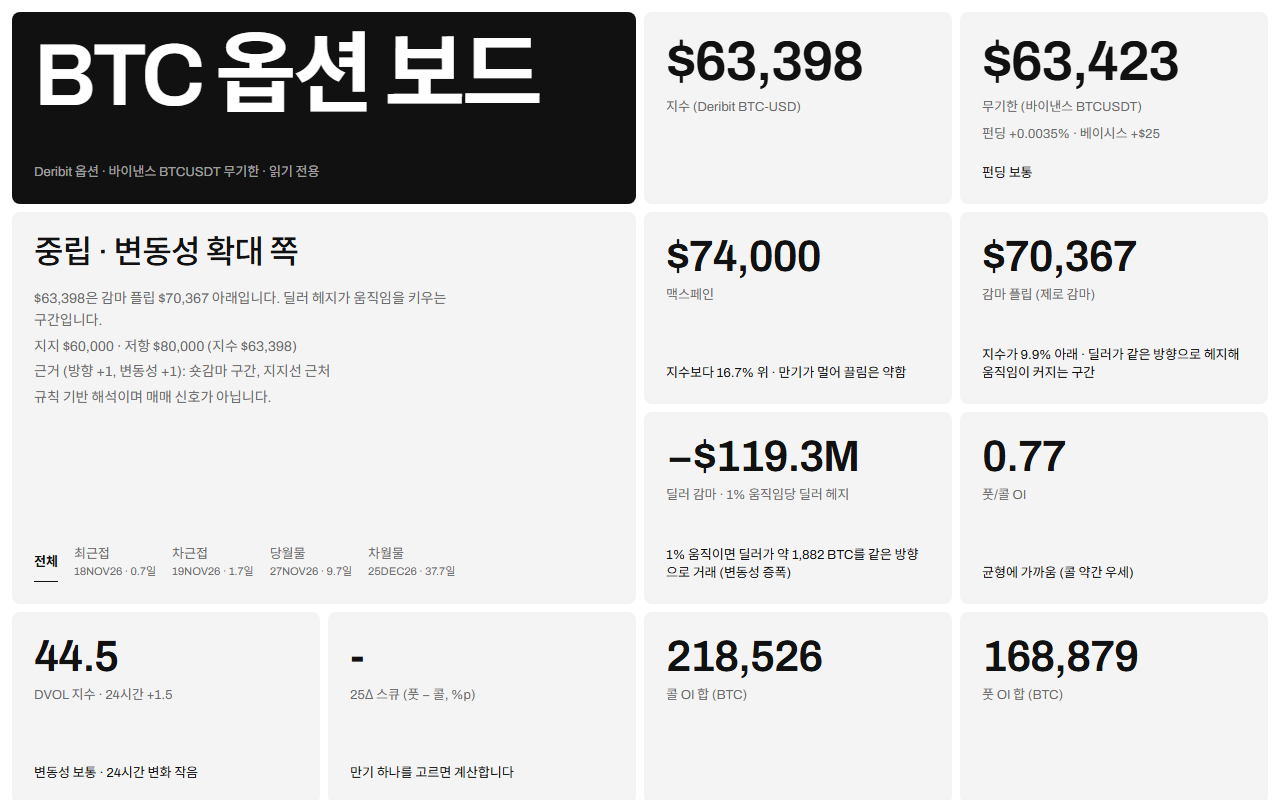 BTC 옵션 보드
Deribit 옵션 · 바이낸스 BTCUSDT 무기한 · 읽기 전용
$63,398
지수 (Deribit BTC-USD)
$63,423
무기한 (바이낸스 BTCUSDT)
펀딩 +0.0035% · 베이시스 +$25
펀딩 보통
중립 · 변동성 확대 쪽
$63,398은 감마 플립 $70,367 아래입니다. 딜러 헤지가 움직임을 키우는
구간입니다.
지지 $60,000 · 저항 $80,000 (지수 $63,398)
근거 (방향 +1, 변동성 +1): 숏감마 구간, 지지선 근처
규칙 기반 해석이며 매매 신호가 아닙니다.
전체
최근접
18NOV26 · 0.7일
차근접
19NOV26 · 1.7일
당월물
27NOV26 · 9.7일
차월물
25DEC26 · 37.7일
$74,000
맥스페인
지수보다 16.7% 위 · 만기가 멀어 끌림은 약함
$70,367
감마 플립 (제로 감마)
지수가 9.9% 아래 · 딜러가 같은 방향으로 헤지해
움직임이 커지는 구간
−$119.3M
딜러 감마 · 1% 움직임당 딜러 헤지
1% 움직이면 딜러가 약 1,882 BTC를 같은 방향
으로 거래 (변동성 증폭)
0.77
풋/콜 OI
균형에 가까움 (콜 약간 우세)
44.5
DVOL 지수 · 24시간 +1.5
변동성 보통 · 24시간 변화 작음
-
25Δ 스큐 (풋 − 콜, %p)
만기 하나를 고르면 계산합니다
218,526
콜 OI 합 (BTC)
168,879
풋 OI 합 (BTC)